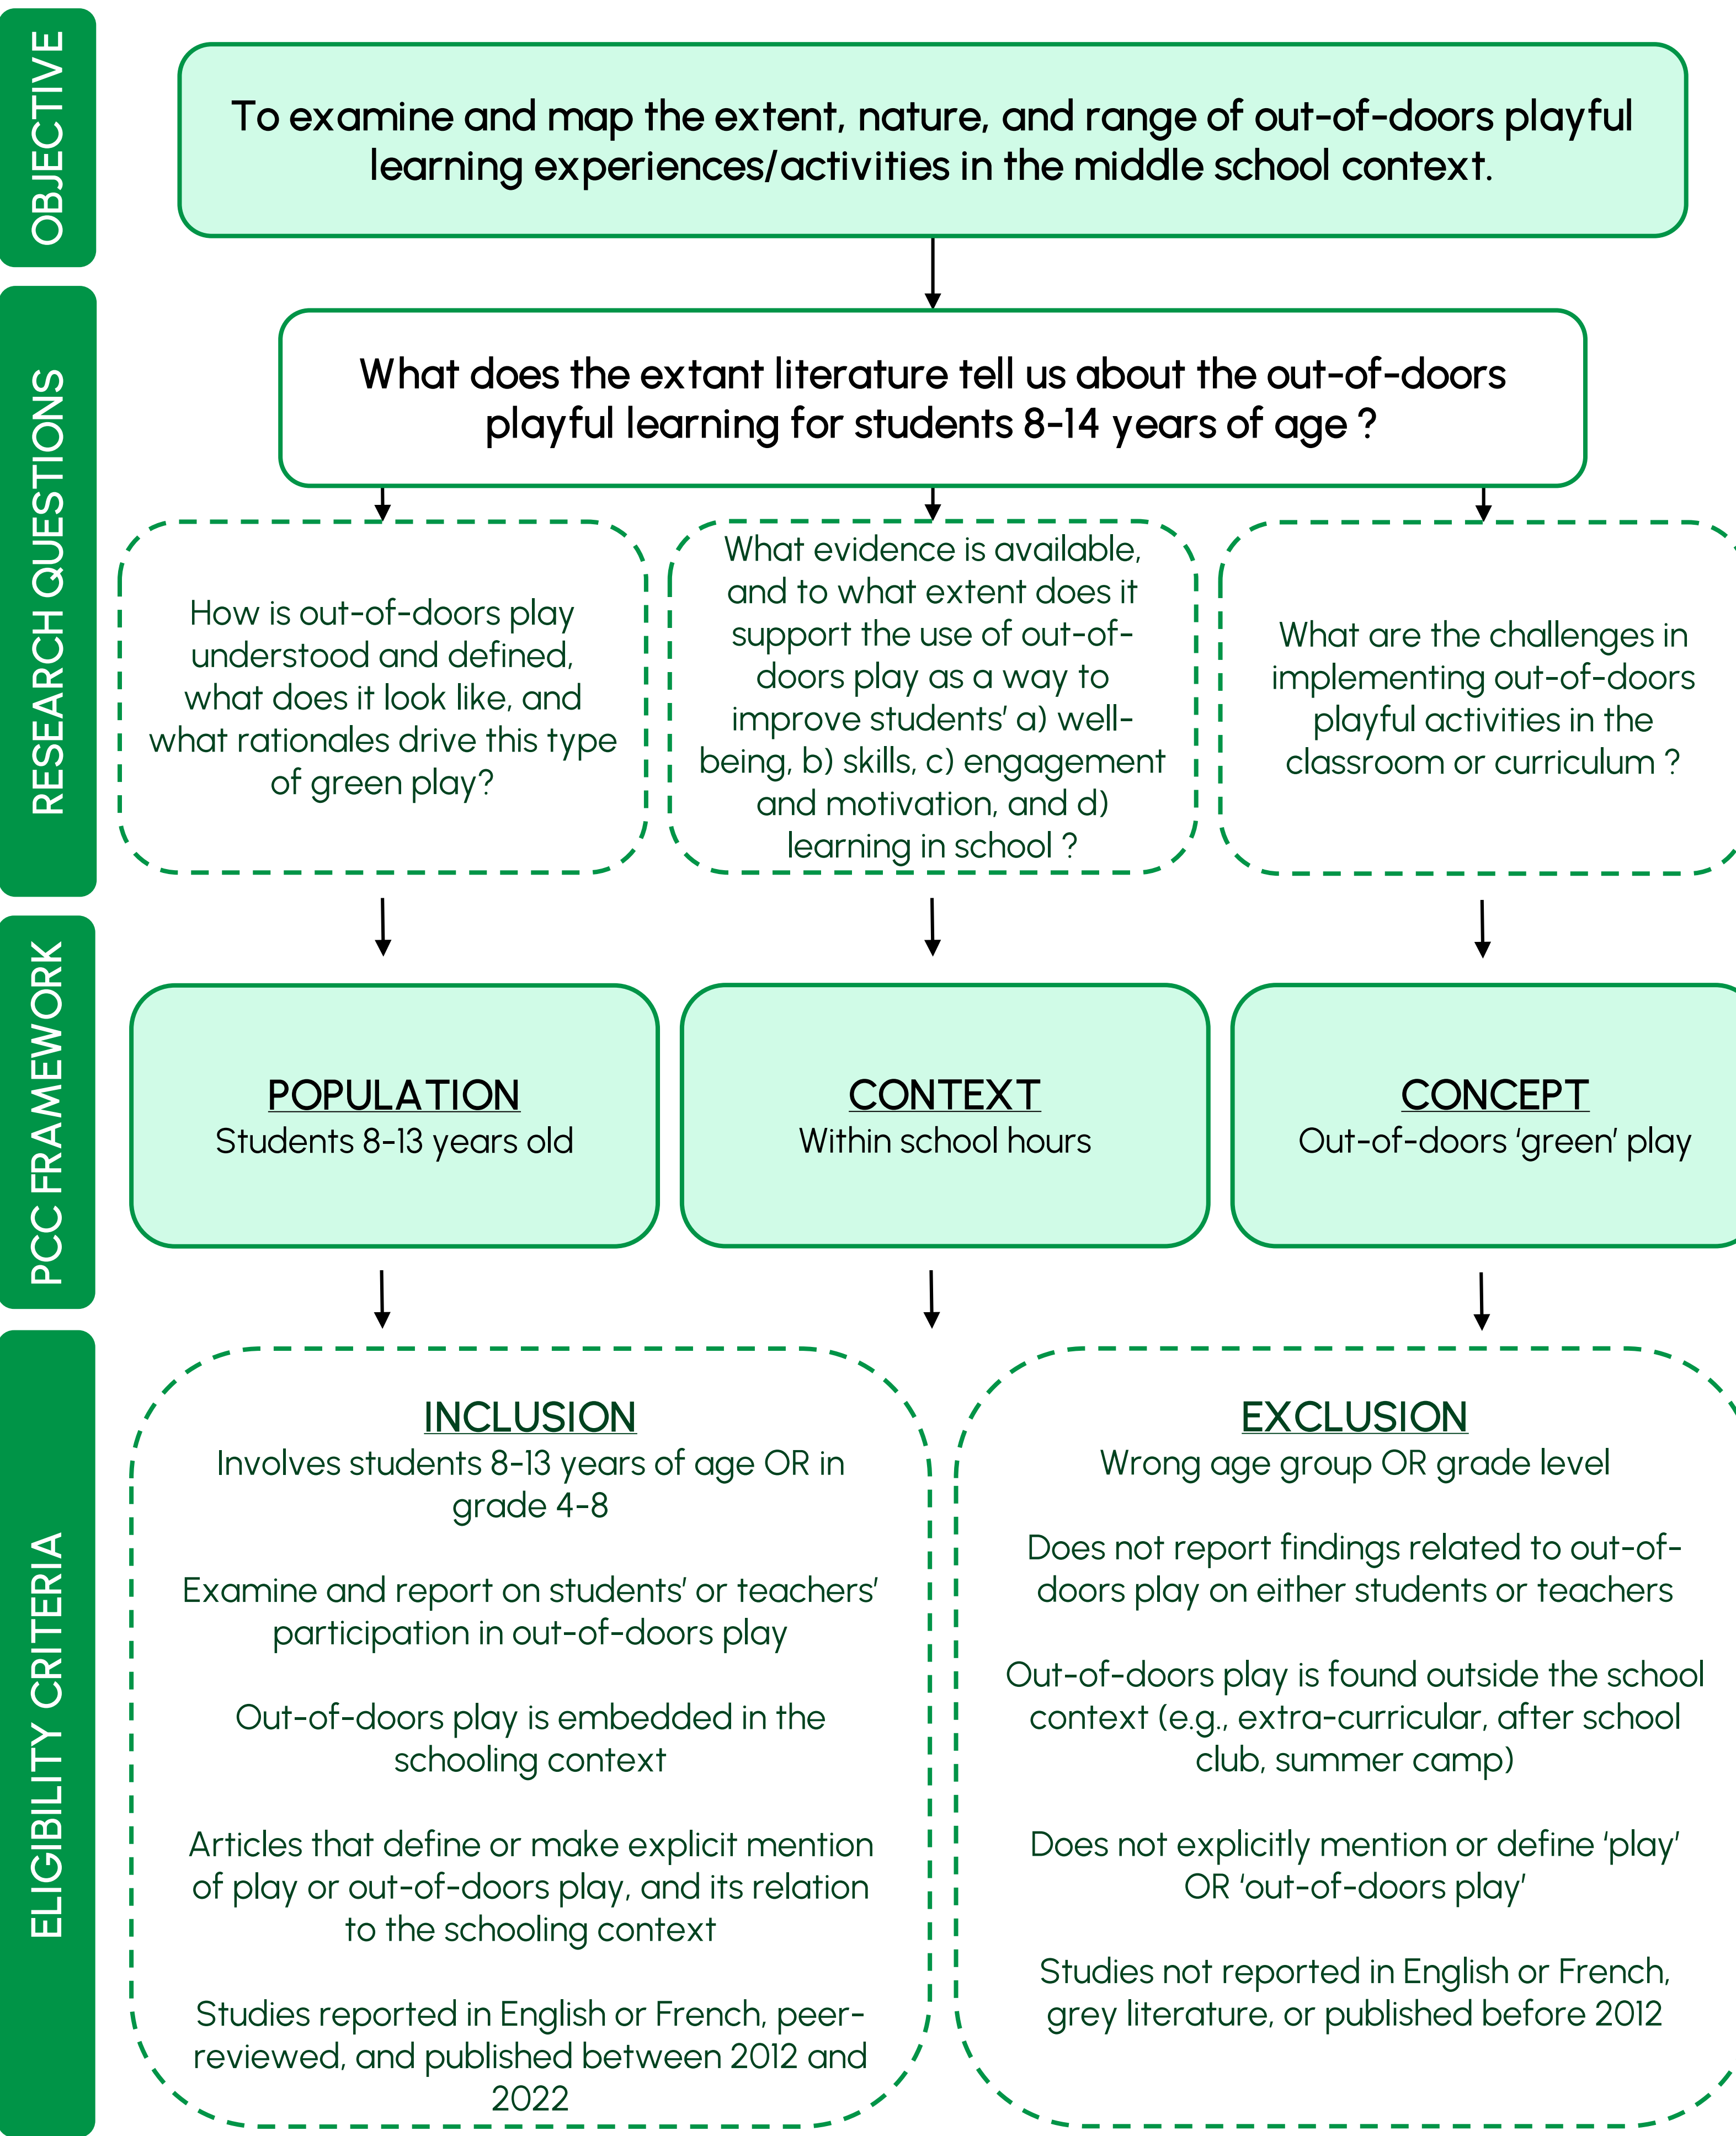 OBJECTIVE
To examine and map the extent, nature, and range of out-of-doors playful
learning experiences/activities in the middle school context.
RESEARCH QUESTIONS
What does the extant literature tell us about the out-of-doors
playful learning for students 8-14 years of age ?
How is out-of-doors play
understood and defined,
what does it look like, and
what rationales drive this type
of green play?
What evidence is available,
and to what extent does it
support the use of out-of-
doors play as a way to
improve students' a) well-
being, b) skills, c) engagement
and motivation, and d)
learning in school ?
What are the challenges in
implementing out-of-doors
playful activities in the
classroom or curriculum ?
PCC FRAMEWORK
POPULATION
Students 8-13 years old
CONTEXT
Within school hours
CONCEPT
Out-of-doors 'green' play
ELIGIBILITY CRITERIA
INCLUSION
Involves students 8-13 years of age OR in
grade 4-8
Examine and report on students' or teachers'
participation in out-of-doors play
Out-of-doors play is embedded in the
schooling context
Articles that define or make explicit mention
of play or out-of-doors play, and its relation
to the schooling context
Studies reported in English or French, peer-
reviewed, and published between 2012 and
2022
EXCLUSION
Wrong age group OR grade level
Does not report findings related to out-of-
doors play on either students or teachers
Out-of-doors play is found outside the school
context (e.g., extra-curricular, after school
club, summer camp)
Does not explicitly mention or define 'play'
OR 'out-of-doors play'
Studies not reported in English or French,
grey literature, or published before 2012